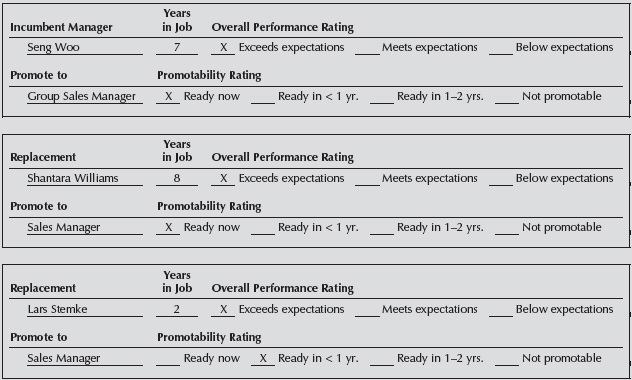 Years
Incumbent Manager in Job Overall Performance Rating
Seng Woo 7 X Exceeds expectations ___ Meets expectations ___ Below expectations
Promote to Promotability Rating
Group Sales Manager X Ready now ___ Ready in < 1 yr. ___ Ready in 1–2 yrs. ___ Not promotable
Years
Replacement in Job Overall Performance Rating
Shantara Williams 8 X Exceeds expectations ___ Meets expectations ___ Below expectations
Promote to Promotability Rating
Sales Manager X Ready now ___ Ready in < 1 yr. ___ Ready in 1–2 yrs. ___ Not promotable
Years
Replacement in Job Overall Performance Rating
Lars Stemke 2 X Exceeds expectations ___ Meets expectations ___ Below expectations
Promote to Promotability Rating
Sales Manager ___ Ready now X Ready in < 1 yr. ___ Ready in 1–2 yrs. ___ Not promotable